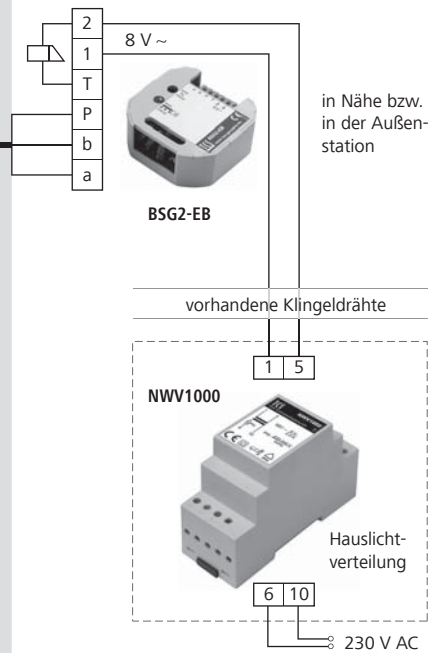 2
1
T
P
b
a
8 V ~
in Nähe bzw.
in der Außen-
station
BSG2-EB
vorhandene Klingeldrähte
1 5
NWV1000
Hauslicht-
verteilung
6 10
230 V AC